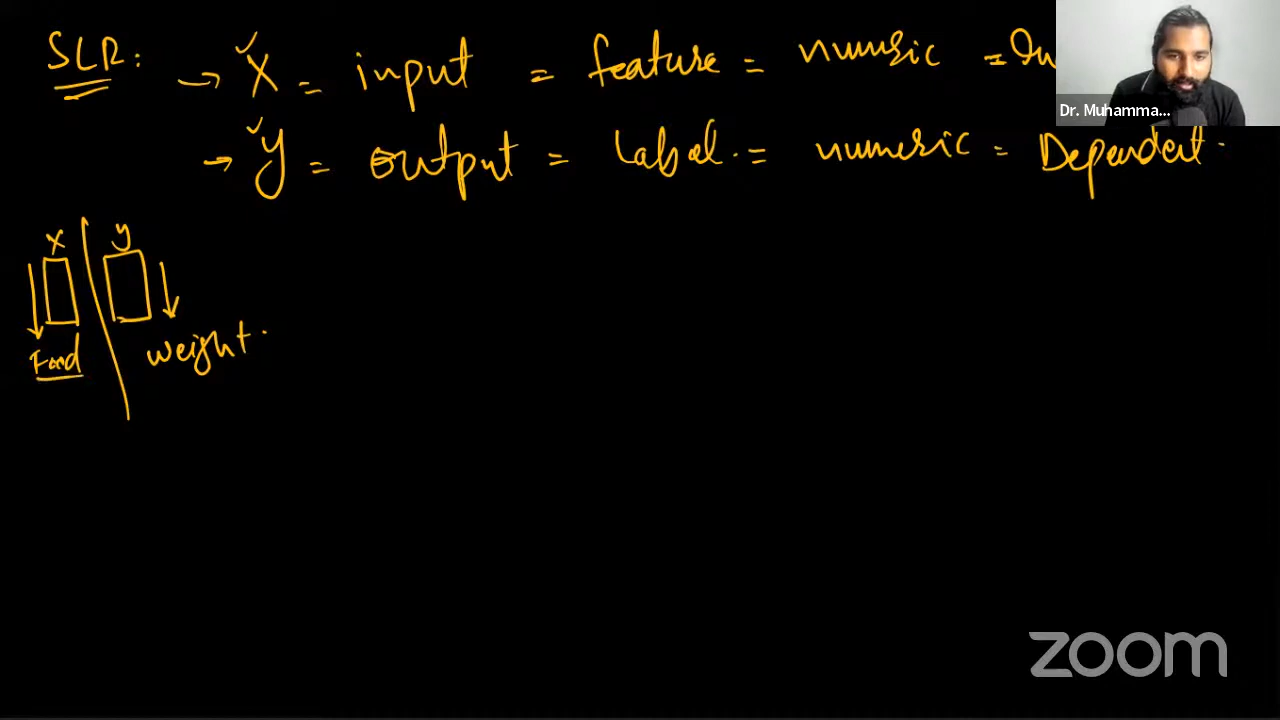 SLR: → X = input = feature = numeric =
→ y = output = label. = numeric = Dependent.
Dr. Muhamma...
X y
Food weight.
zoom